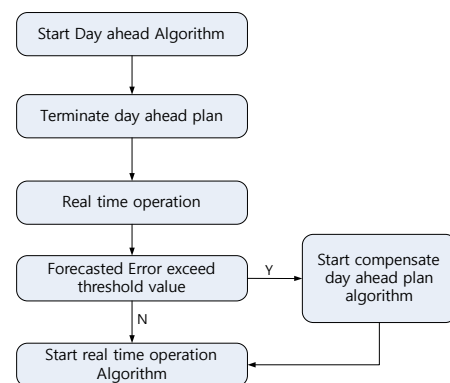 Start Day ahead Algorithm
Terminate day ahead plan
Real time operation
Forecasted Error exceed
threshold value
Y
Start compensate
day ahead plan
algorithm
N
Start real time operation
Algorithm